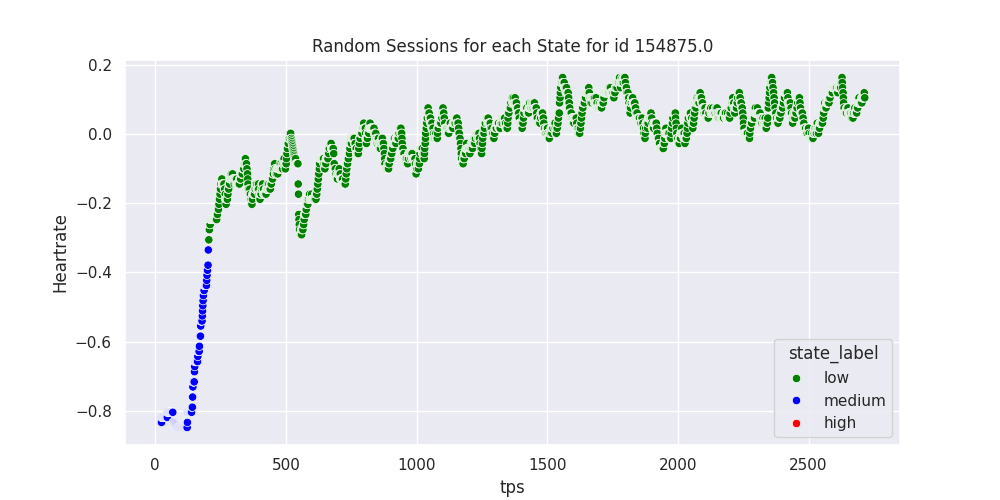 Random Sessions for each State for id 154875.0
Heartrate
0.2
0.0
−0.2
−0.4
−0.6
−0.8
0
500
1000
1500
2000
2500
tps
state_label
low
medium
high